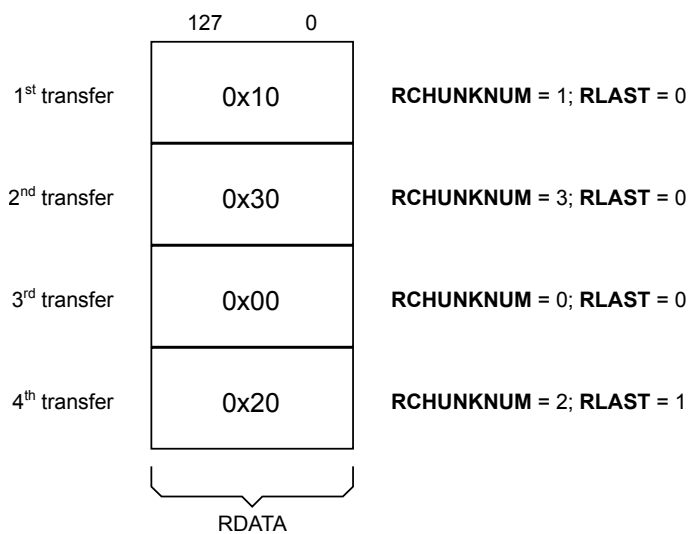 127 0
1st transfer 0x10 RCHUNKNUM = 1; RLAST = 0
2nd transfer 0x30 RCHUNKNUM = 3; RLAST = 0
3rd transfer 0x00 RCHUNKNUM = 0; RLAST = 0
4th transfer 0x20 RCHUNKNUM = 2; RLAST = 1
RDATA